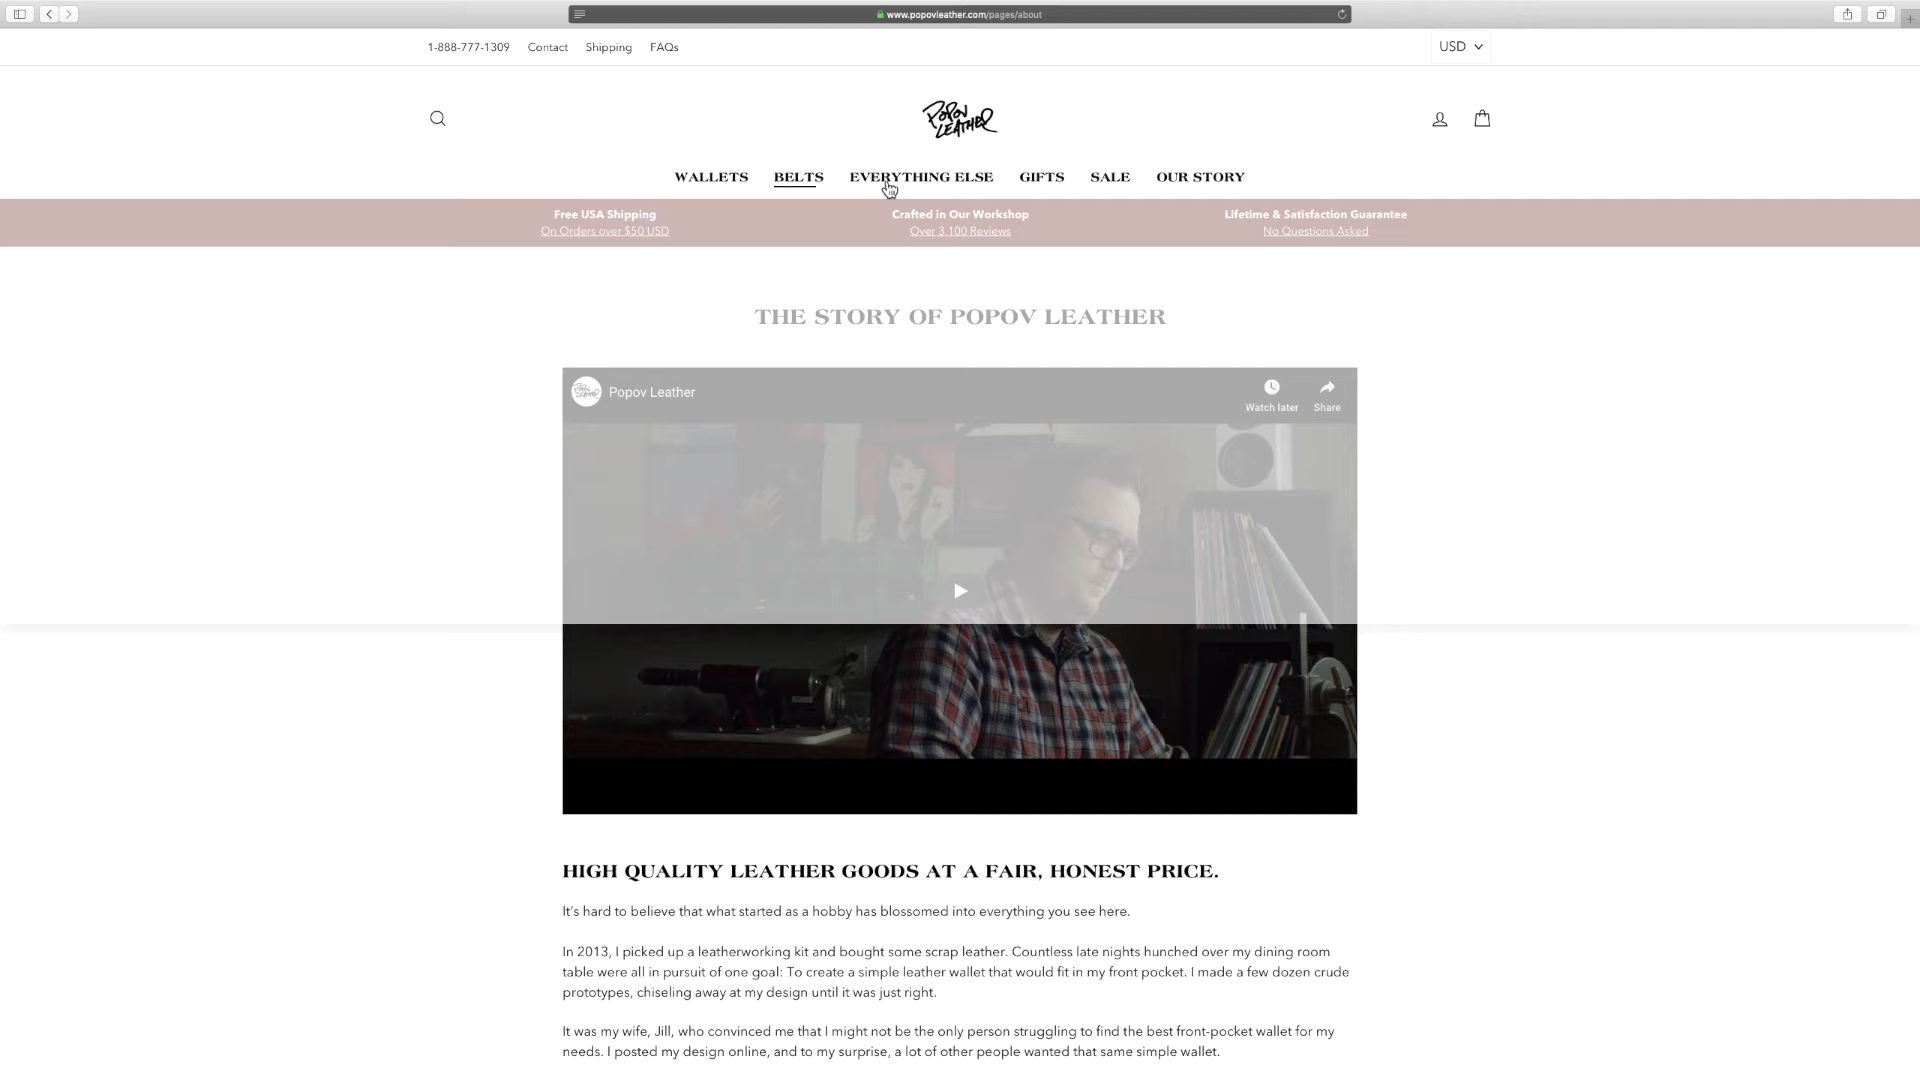 www.popovleather.com/pages/about
1-888-777-1309 Contact Shipping FAQs
USD
POPOV
LEATHER
WALLETS BELTS EVERYTHING ELSE GIFTS SALE OUR STORY
Free USA Shipping
On Orders over $50 USD
Crafted in Our Workshop
Over 3,100 Reviews
Lifetime & Satisfaction Guarantee
No Questions Asked
THE STORY OF POPOV LEATHER
Popov Leather
Watch later Share
HIGH QUALITY LEATHER GOODS AT A FAIR, HONEST PRICE.
It's hard to believe that what started as a hobby has blossomed into everything you see here.
In 2013, I picked up a leatherworking kit and bought some scrap leather. Countless late nights hunched over my dining room
table were all in pursuit of one goal: To create a simple leather wallet that would fit in my front pocket. I made a few dozen crude
prototypes, chiseling away at my design until it was just right.
It was my wife, Jill, who convinced me that I might not be the only person struggling to find the best front-pocket wallet for my
needs. I posted my design online, and to my surprise, a lot of other people wanted that same simple wallet.